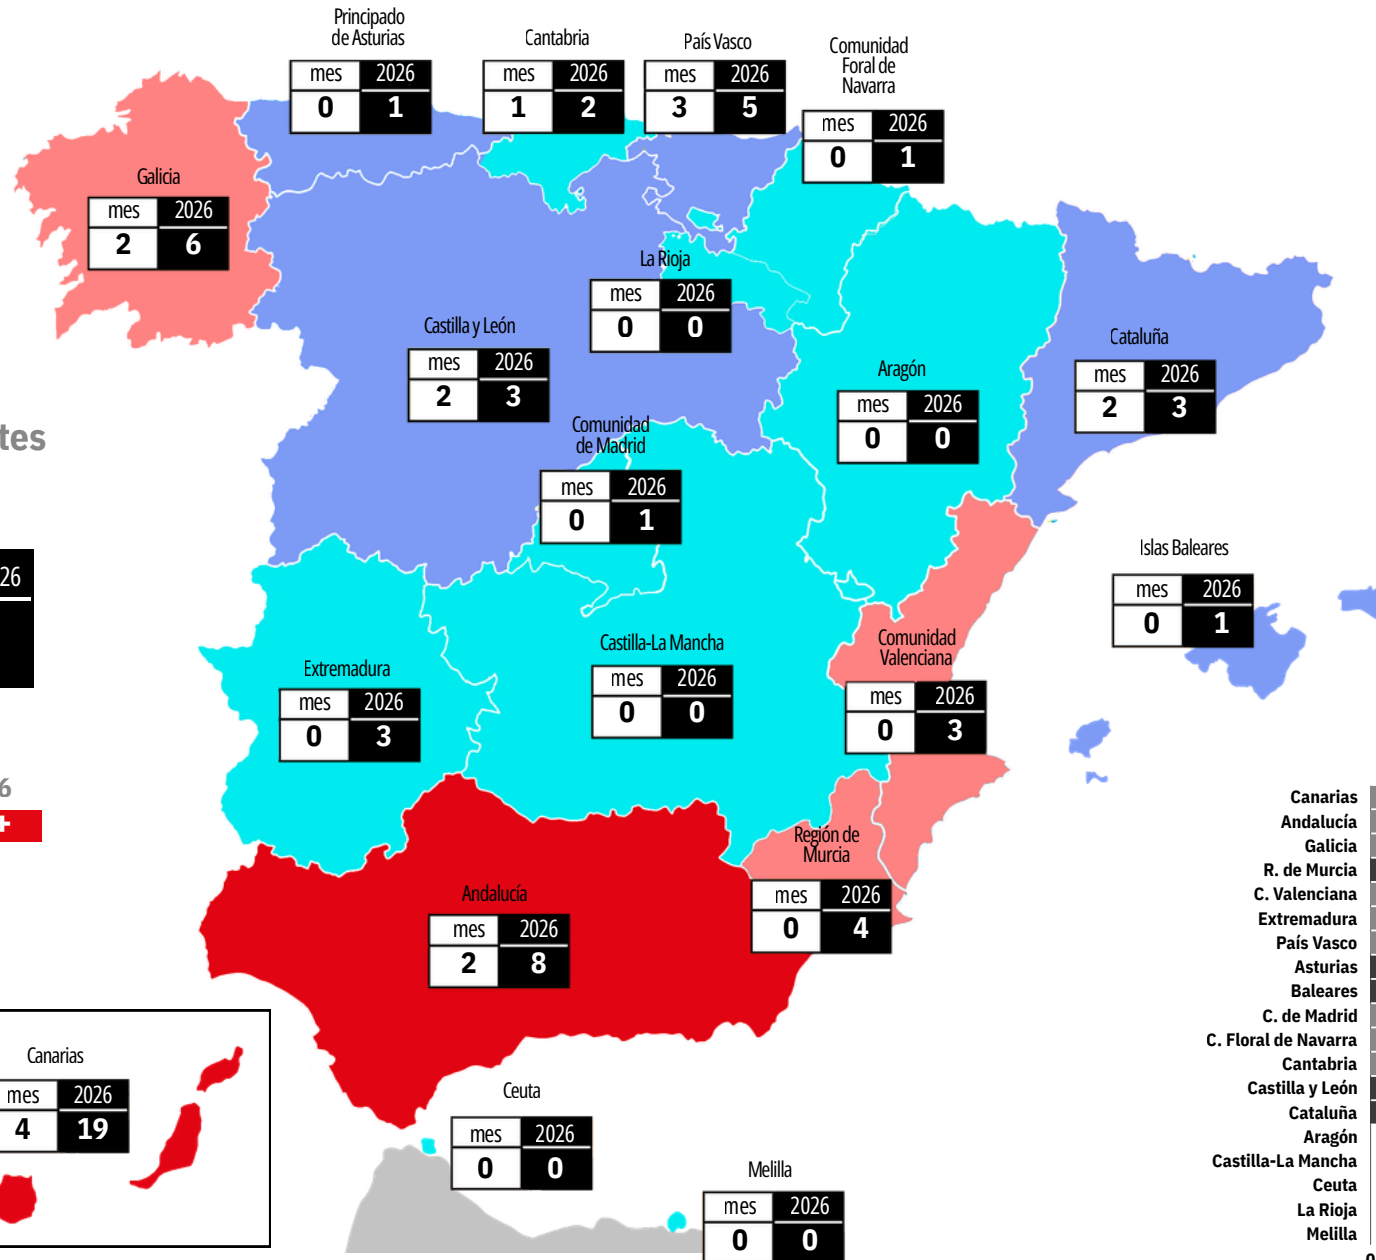 Principado
de Asturias
mes 2026
0 1
Cantabria
mes 2026
1 2
País Vasco
mes 2026
3 5
Comunidad
Foral de
Navarra
mes 2026
0 1
Galicia
mes 2026
2 6
La Rioja
mes 2026
0 0
Castilla y León
mes 2026
2 3
Cataluña
mes 2026
2 3
Aragón
mes 2026
0 0
Comunidad
de Madrid
mes 2026
0 1
tes
26
Islas Baleares
mes 2026
0 1
Castilla-La Mancha
mes 2026
0 0
Comunidad
Valenciana
mes 2026
0 3
Extremadura
mes 2026
0 3
6
+
Región de
Murcia
mes 2026
0 4
Andalucía
mes 2026
2 8
Canarias
mes 2026
4 19
Ceuta
mes 2026
0 0
Melilla
mes 2026
0 0
Canarias
Andalucía
Galicia
R. de Murcia
C. Valenciana
Extremadura
País Vasco
Asturias
Baleares
C. de Madrid
C. Floral de Navarra
Cantabria
Castilla y León
Cataluña
Aragón
Castilla-La Mancha
Ceuta
La Rioja
Melilla
0